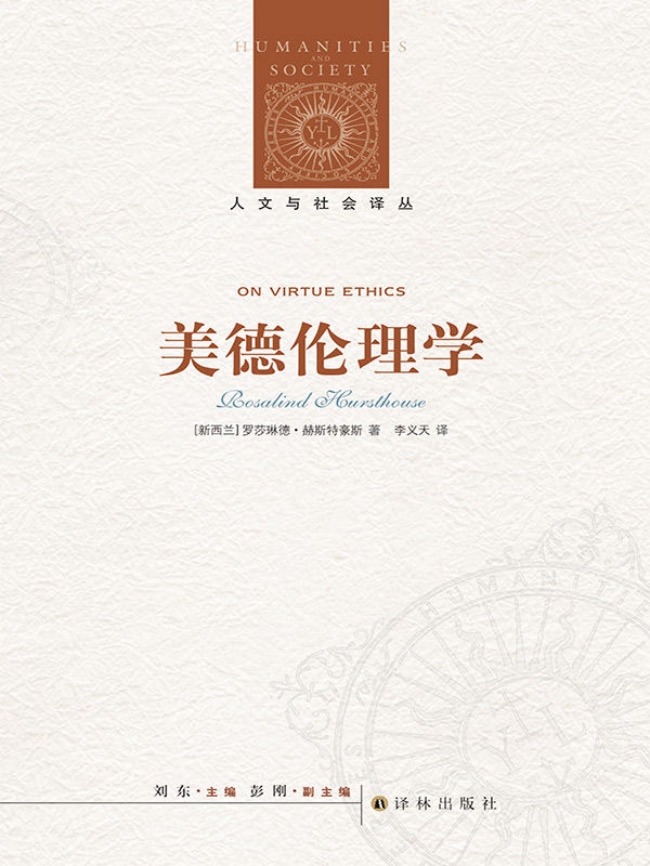 HUMANITIES
AND
SOCIETY
YL
人文与社会译丛
ON VIRTUE ETHICS
美德伦理学
Rosalind Hursthouse
[新西兰] 罗莎琳德·赫斯特豪斯 著 李义天 译
HUMANITIES
YL
刘东·主编 彭刚·副主编
译林出版社